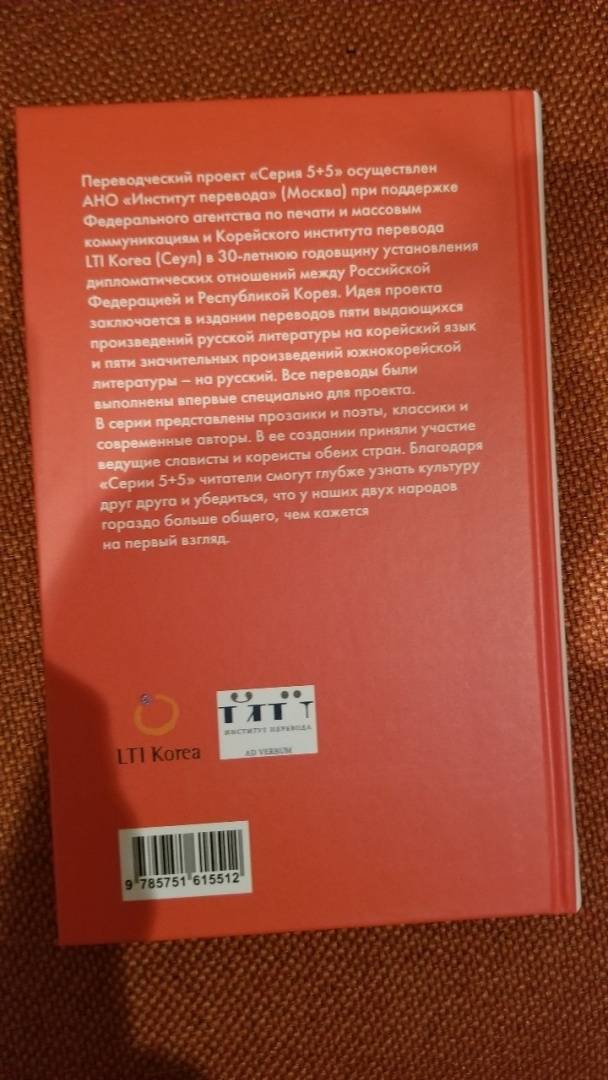 Переводческий проект «Серия 5+5» осуществлен
АНО «Институт перевода» (Москва) при поддержке
Федерального агентства по печати и массовым
коммуникациям и Корейского института перевода
LTI Korea (Сеул) в 30-летнюю годовщину установления
дипломатических отношений между Российской
Федерацией и Республикой Корея. Идея проекта
заключается в издании переводов пяти выдающихся
произведений русской литературы на корейский язык
и пяти значительных произведений южнокорейской
литературы – на русский. Все переводы были
выполнены впервые специально для проекта.
В серии представлены прозаики и поэты, классики и
современные авторы. В ее создании приняли участие
ведущие слависты и кореисты обеих стран. Благодаря
«Серии 5+5» читатели смогут глубже узнать культуру
друг друга и убедиться, что у наших двух народов
гораздо больше общего, чем кажется
на первый взгляд.
LTI Korea
ИНСТИТУТ ПЕРЕВОДА
AD VERBUM
9 785751 615512